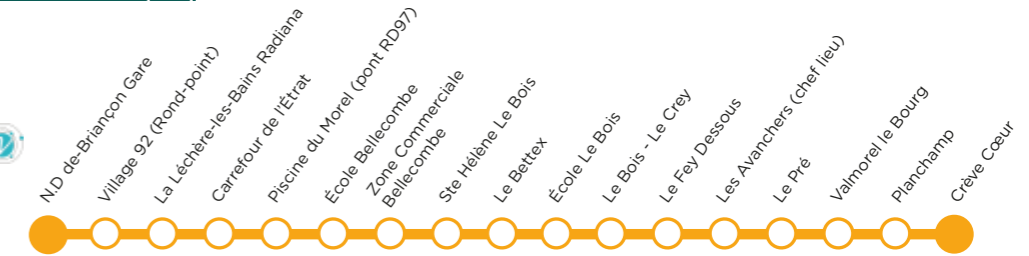 N.D de-Briançon Gare
Village 92 (Rond-point)
La Léchère-les-Bains Radiana
Carrefour de l'Étrat
Piscine du Morel (pont RD97)
École Bellecombe
Zone Commerciale
Bellecombe
Ste Hélène Le Bois
Le Bettex
École Le Bois
Le Bois - Le Crey
Le Fey Dessous
Les Avanchers (chef lieu)
Le Pré
Valmorel le Bourg
Planchamp
Crève Cœur